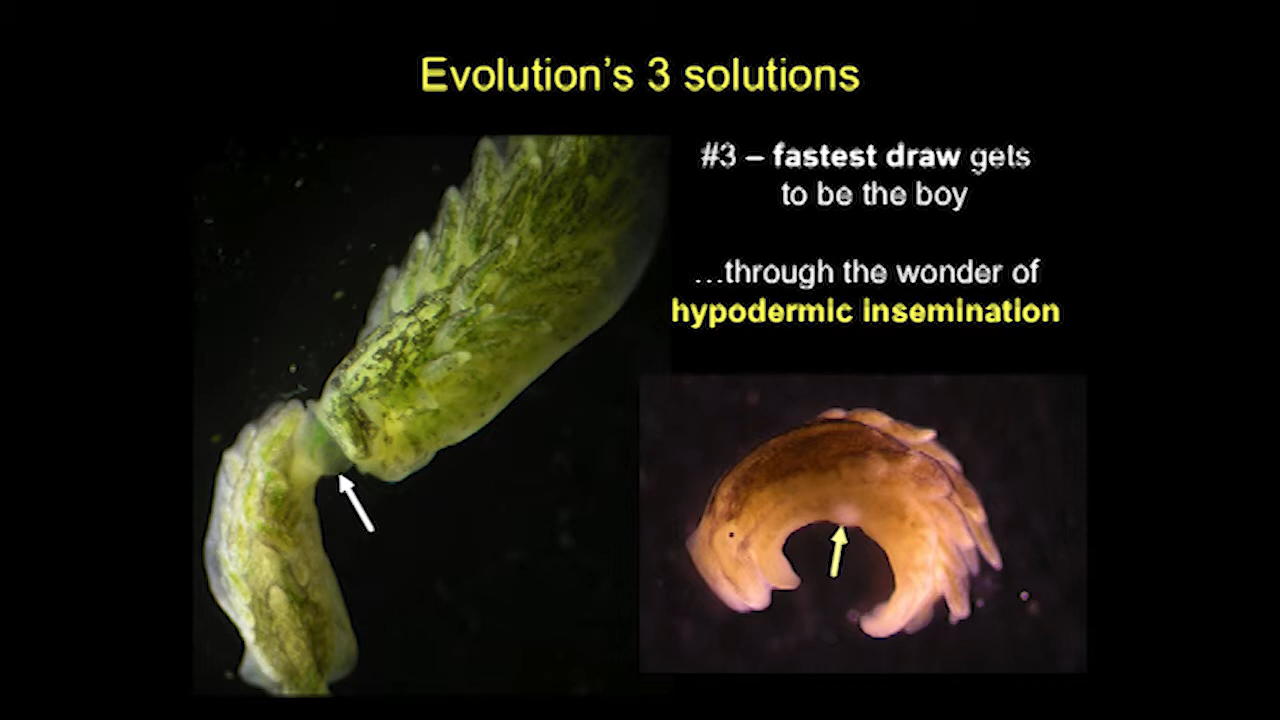 Evolution's 3 solutions
#3 – fastest draw gets
to be the boy
...through the wonder of
hypodermic insemination